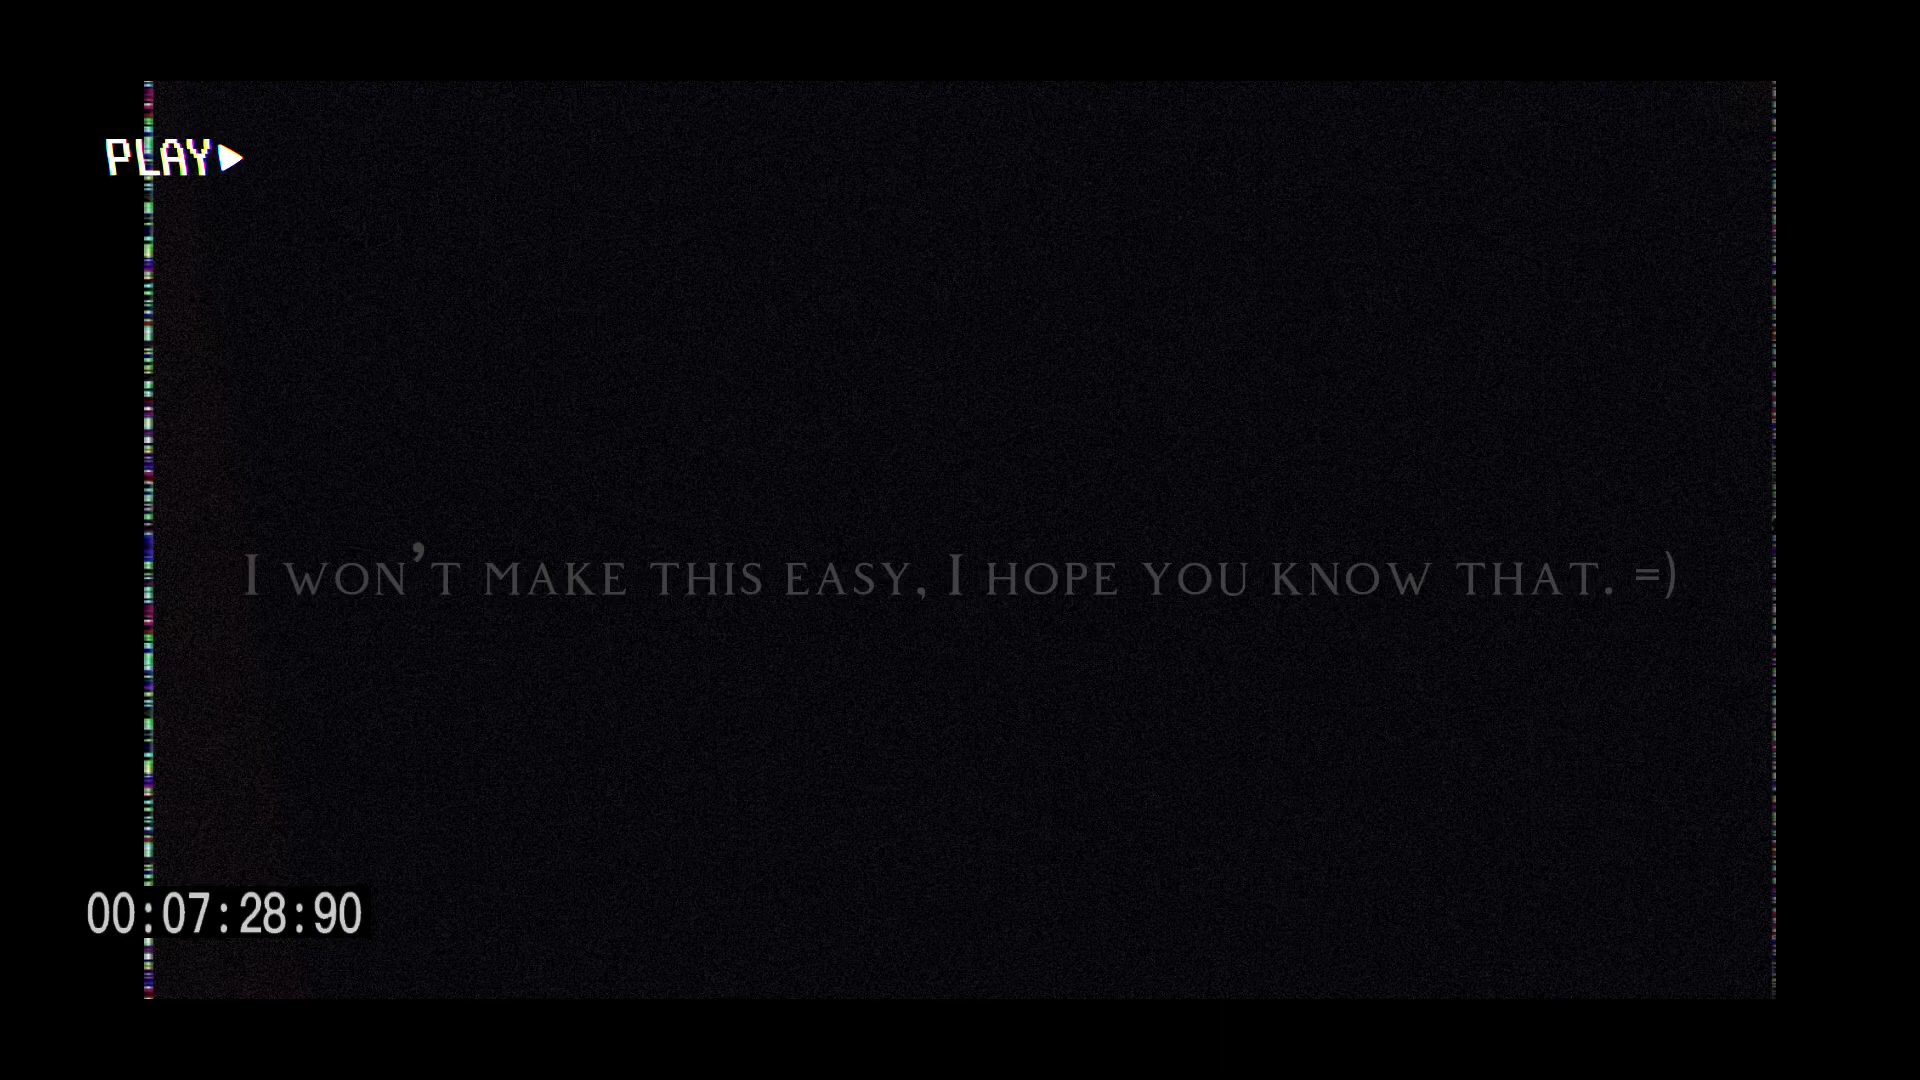 PLAY▶
I WON'T MAKE THIS EASY, I HOPE YOU KNOW THAT. =)
00:07:28:90